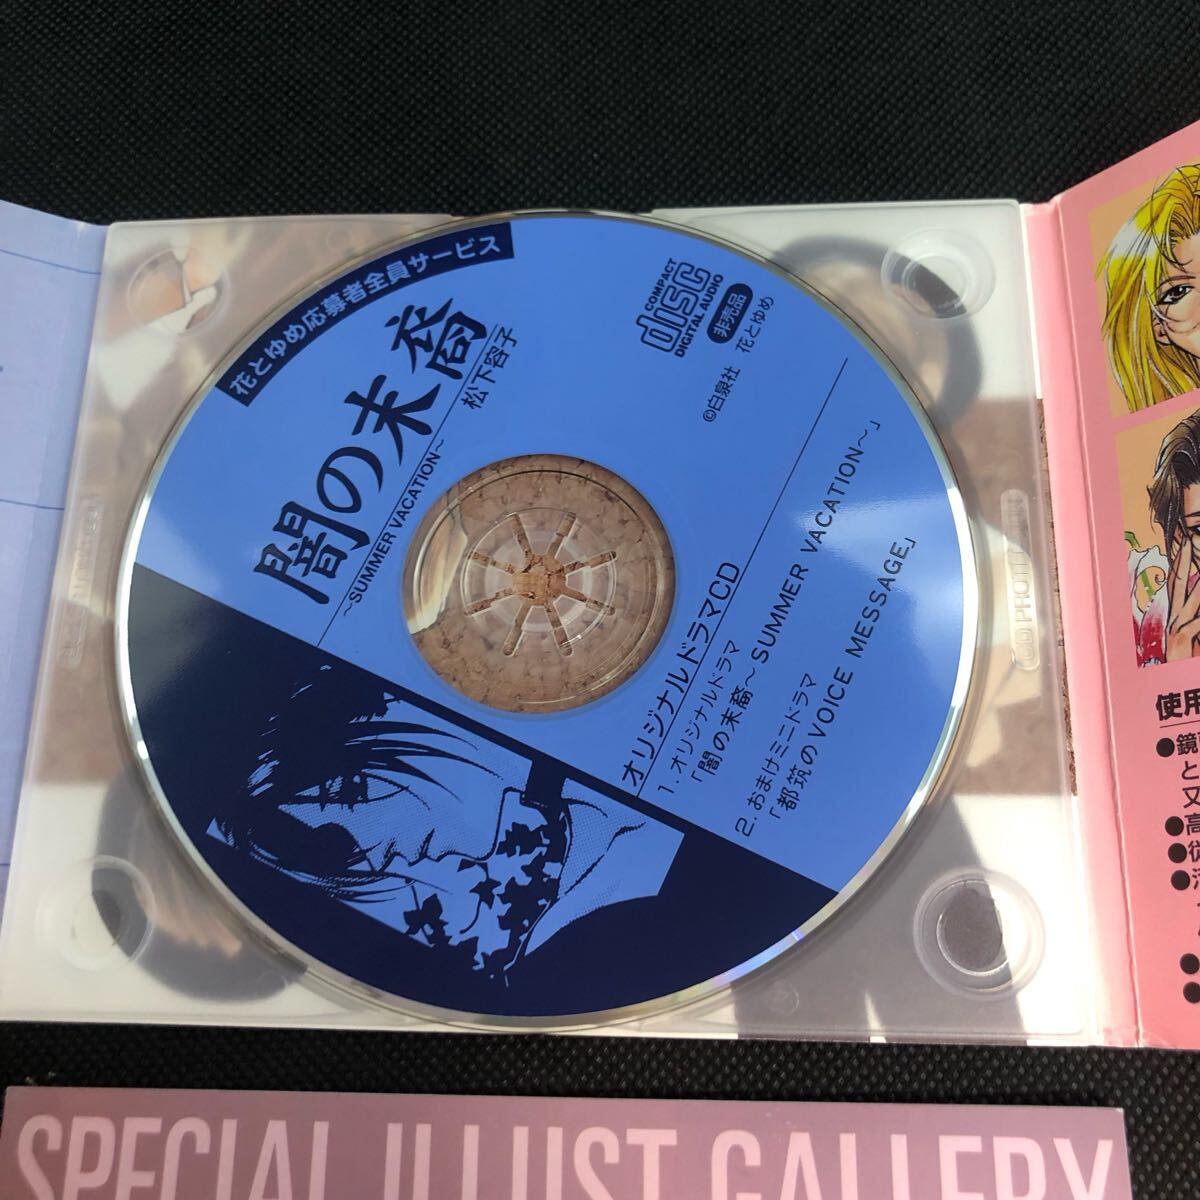 花とゆめ応募者全員サービス
闇の末裔
~SUMMER VACATION~
松下容子
COMPACT
disc
DIGITAL AUDIO
非売品
©白泉社 花とゆめ
オリジナルドラマCD
1.オリジナルドラマ
「闇の末裔~SUMMER VACATION~」
2.おまけミニドラマ
「都筑のVOICE MESSAGE」
使用
と
又
●高
SPECIAL ILLUST GALLERY